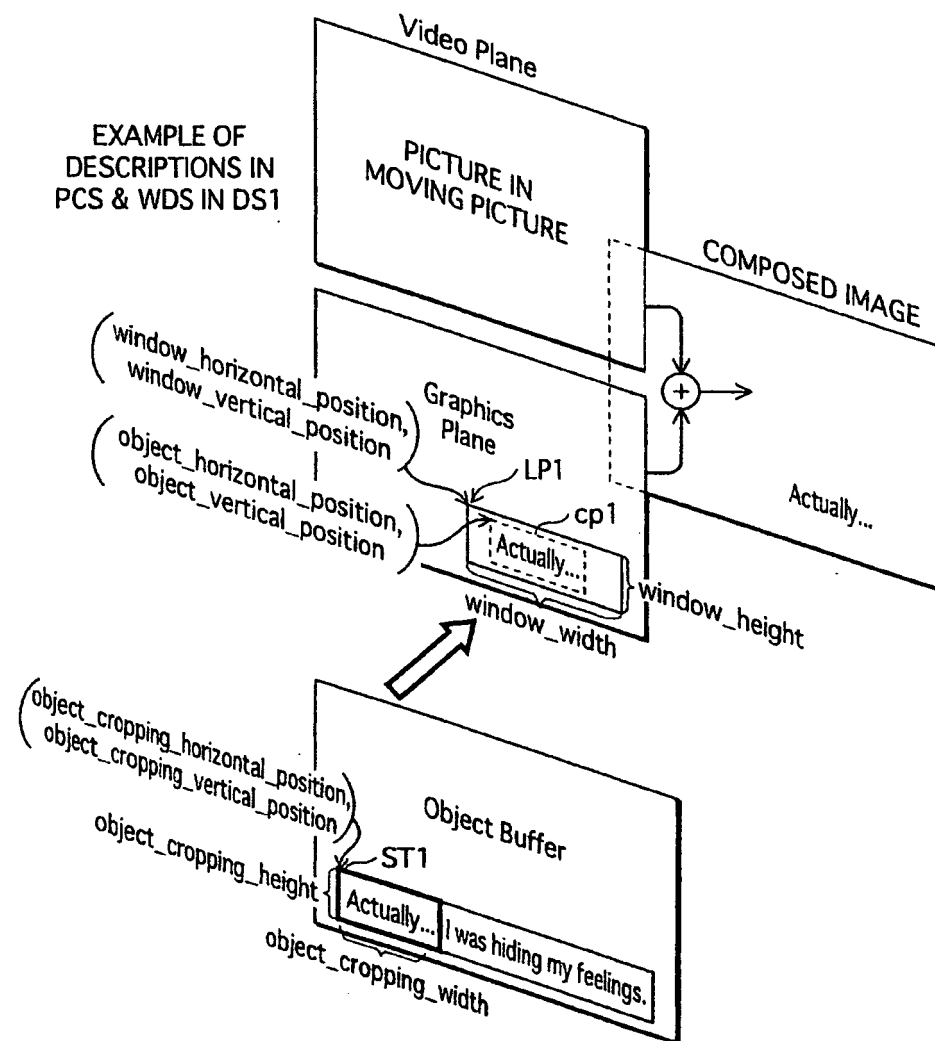 Video Plane
EXAMPLE OF
DESCRIPTIONS IN
PCS & WDS IN DS1
PICTURE IN
MOVING PICTURE
COMPOSED IMAGE
(window_horizontal_position,
window_vertical_position)
Graphics
Plane
(object_horizontal_position,
object_vertical_position)
LP1
cp1
Actually...
Actually...
+
window_height
window_width
(object_cropping_horizontal_position,
object_cropping_vertical_position)
Object Buffer
object_cropping_height
ST1
Actually... I was hiding my feelings.
object_cropping_width